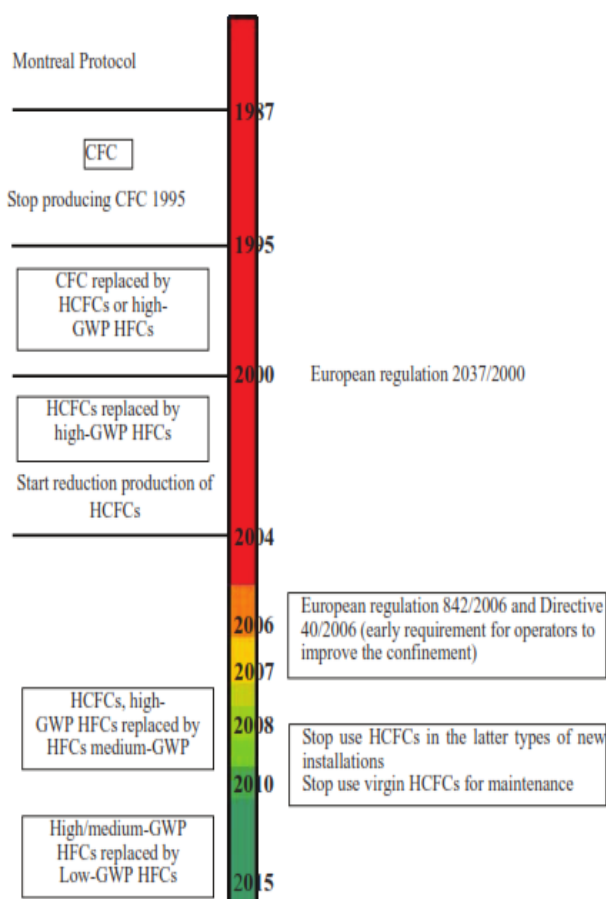 Montreal Protocol
1987
CFC
Stop producing CFC 1995
1995
CFC replaced by
HCFCs or high-
GWP HFCs
2000
European regulation 2037/2000
HCFCs replaced by
high-GWP HFCs
Start reduction production of
HCFCs
2004
European regulation 842/2006 and Directive
40/2006 (early requirement for operators to
improve the confinement)
2006
2007
HCFCs, high-
GWP HFCs replaced by
HFCs medium-GWP
2008
Stop use HCFCs in the latter types of new
installations
Stop use virgin HCFCs for maintenance
2010
High/medium-GWP
HFCs replaced by
Low-GWP HFCs
2015